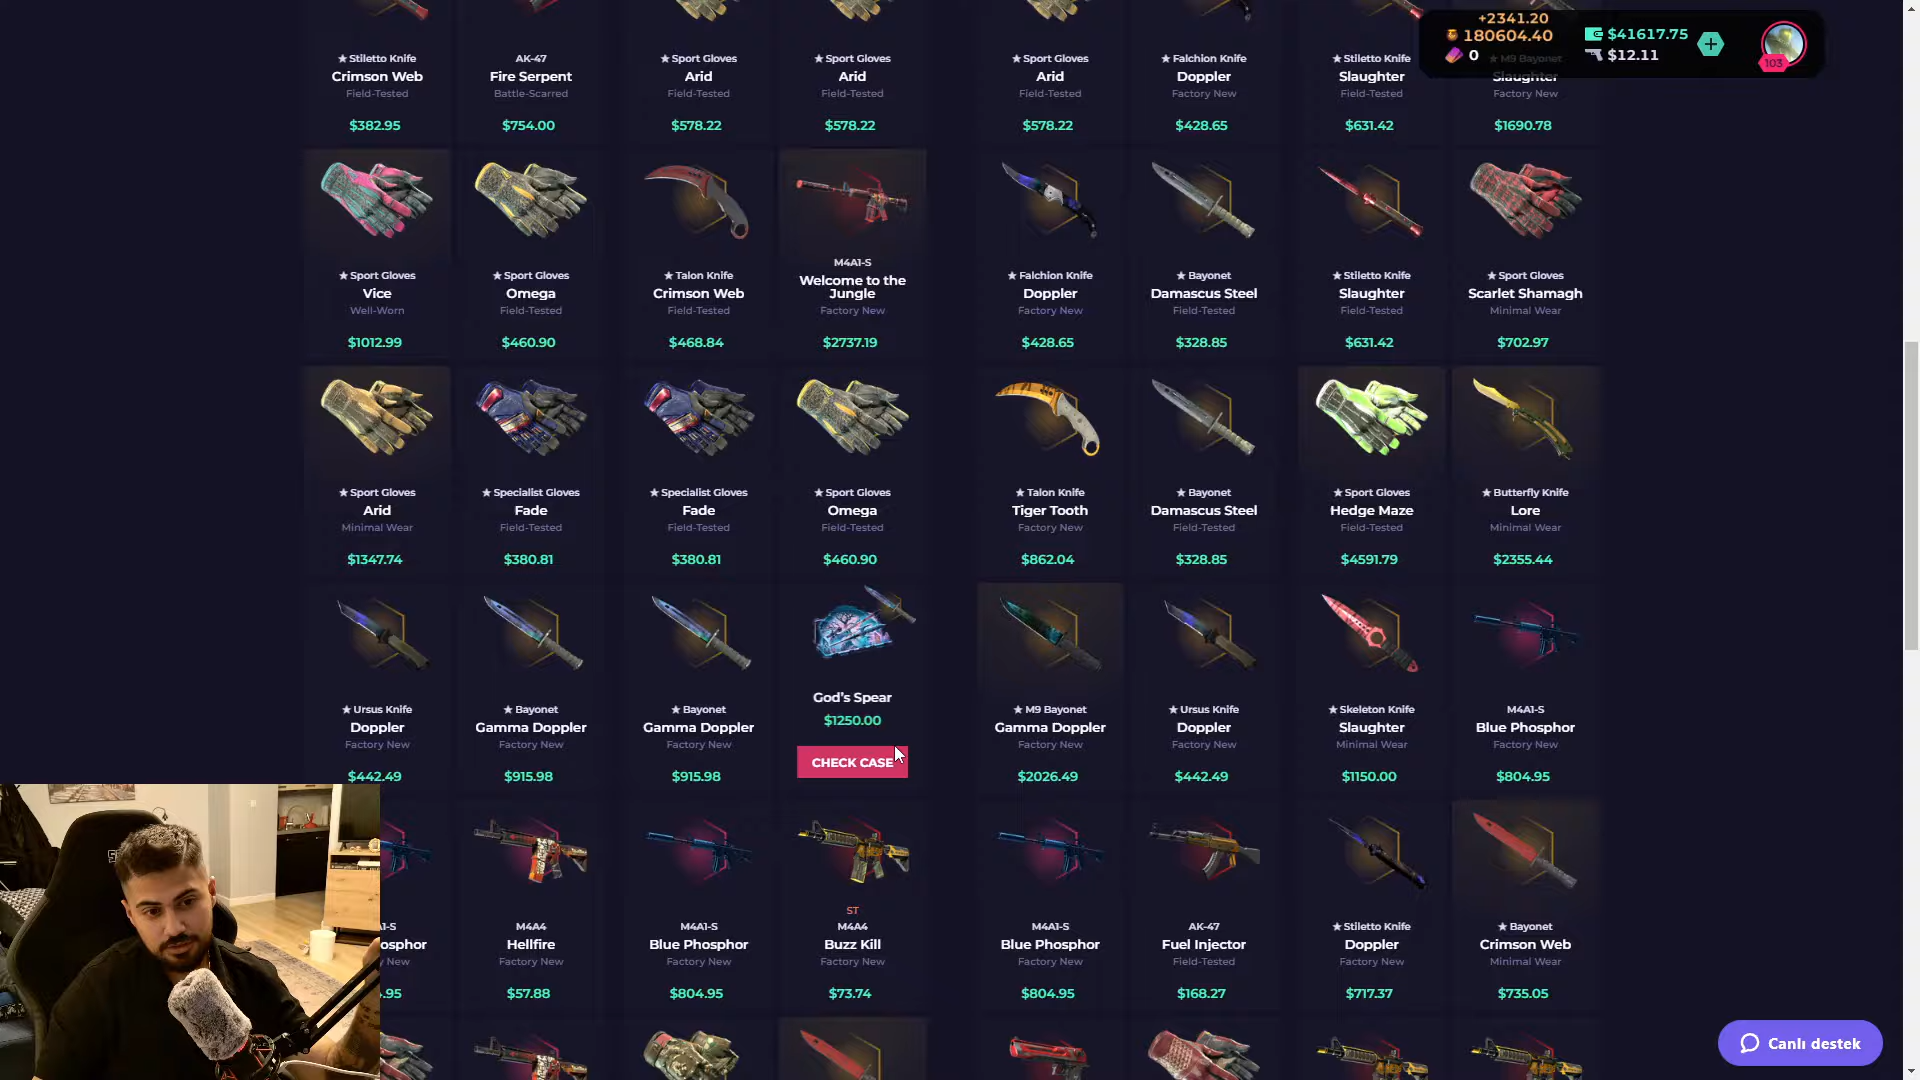 +2341.20
180604.40
0
$41617.75
$12.11
103
★ Stiletto Knife
Crimson Web
Field-Tested
$382.95
AK-47
Fire Serpent
Battle-Scarred
$754.00
★ Sport Gloves
Arid
Field-Tested
$578.22
★ Sport Gloves
Arid
Field-Tested
$578.22
★ Sport Gloves
Arid
Field-Tested
$578.22
★ Falchion Knife
Doppler
Factory New
$428.65
★ Stiletto Knife
Slaughter
Field-Tested
$631.42
★ M9 Bayonet
Slaughter
Factory New
$1690.78
★ Sport Gloves
Vice
Well-Worn
$1012.99
★ Sport Gloves
Omega
Field-Tested
$460.90
★ Talon Knife
Crimson Web
Field-Tested
$468.84
M4A1-S
Welcome to the
Jungle
Factory New
$2737.19
★ Falchion Knife
Doppler
Factory New
$428.65
★ Bayonet
Damascus Steel
Field-Tested
$328.85
★ Stiletto Knife
Slaughter
Field-Tested
$631.42
★ Sport Gloves
Scarlet Shamagh
Minimal Wear
$702.97
★ Sport Gloves
Arid
Minimal Wear
$1347.74
★ Specialist Gloves
Fade
Field-Tested
$380.81
★ Specialist Gloves
Fade
Field-Tested
$380.81
★ Sport Gloves
Omega
Field-Tested
$460.90
★ Talon Knife
Tiger Tooth
Factory New
$862.04
★ Bayonet
Damascus Steel
Field-Tested
$328.85
★ Sport Gloves
Hedge Maze
Field-Tested
$4591.79
★ Butterfly Knife
Lore
Minimal Wear
$2355.44
★ Ursus Knife
Doppler
Factory New
$442.49
★ Bayonet
Gamma Doppler
Factory New
$915.98
★ Bayonet
Gamma Doppler
Factory New
$915.98
God's Spear
$1250.00
CHECK CASE
★ M9 Bayonet
Gamma Doppler
Factory New
$2026.49
★ Ursus Knife
Doppler
Factory New
$442.49
★ Skeleton Knife
Slaughter
Minimal Wear
$1150.00
M4A1-S
Blue Phosphor
Factory New
$804.95
1-S
osphor
New
4.95
M4A4
Hellfire
Factory New
$57.88
M4A1-S
Blue Phosphor
Factory New
$804.95
ST
M4A4
Buzz Kill
Factory New
$73.74
M4A1-S
Blue Phosphor
Factory New
$804.95
AK-47
Fuel Injector
Field-Tested
$168.27
★ Stiletto Knife
Doppler
Factory New
$717.37
★ Bayonet
Crimson Web
Minimal Wear
$735.05
Canlı destek